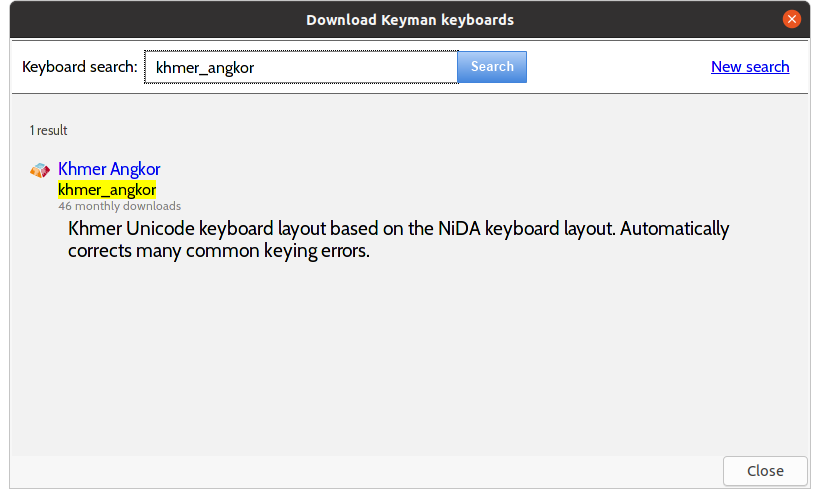 Download Keyman keyboards
Keyboard search: khmer_angkor Search New search
1 result
Khmer Angkor
khmer_angkor
46 monthly downloads
Khmer Unicode keyboard layout based on the NiDA keyboard layout. Automatically
corrects many common keying errors.
Close